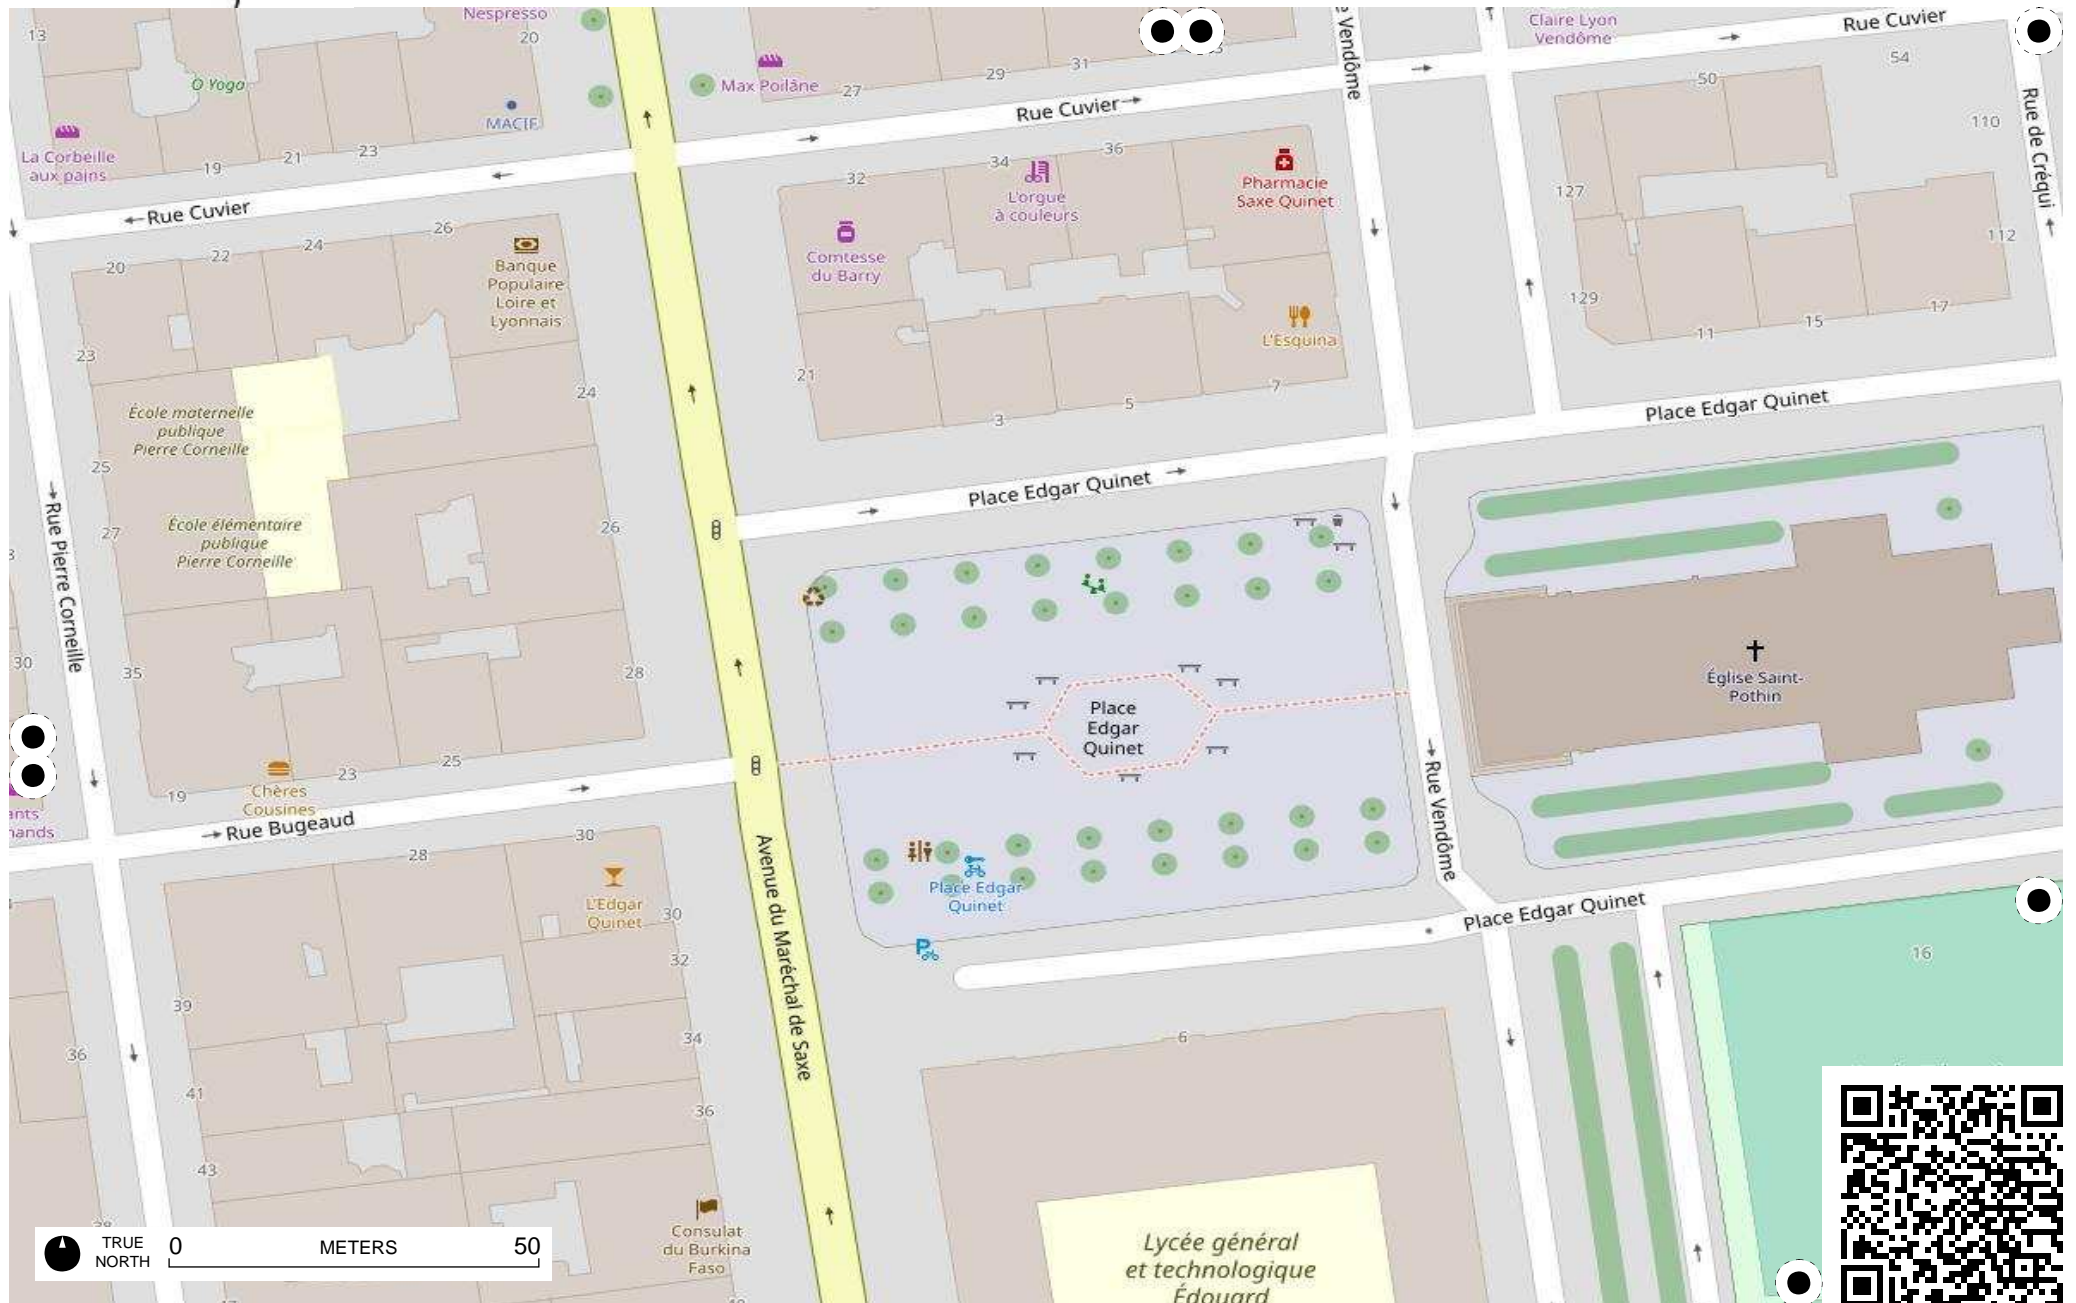 Nespresso
20
Claire Lyon
Vendôme
Rue Cuvier
13
O Yoga
Max Poilâne
27
29
31
50
54
MACIF
Rue Cuvier
110
La Corbeille
aux pains
19
21
23
Rue Cuvier
32
34
36
L'orgue
à couleurs
Pharmacie
Saxe Quinet
127
Rue de Créqui
112
20
22
24
26
Banque
Populaire
Loire et
Lyonnais
Comtesse
du Barry
129
11
15
17
L'Esquina
23
24
21
3
5
7
Place Edgar Quinet
École maternelle
publique
Pierre Corneille
25
27
École élémentaire
publique
Pierre Corneille
26
Place Edgar Quinet
Rue Pierre Corneille
30
35
28
Place
Edgar
Quinet
Église Saint-
Pothin
Chères
Cousines
19
23
25
Rue Bugeaud
Rue Vendôme
28
30
L'Edgar
Quinet
30
32
Avenue du Maréchal de Saxe
Place Edgar
Quinet
Place Edgar Quinet
16
39
36
34
6
41
36
43
Consulat
du Burkina
Faso
Lycée général
et technologique
Édouard
TRUE
NORTH
0
METERS
50